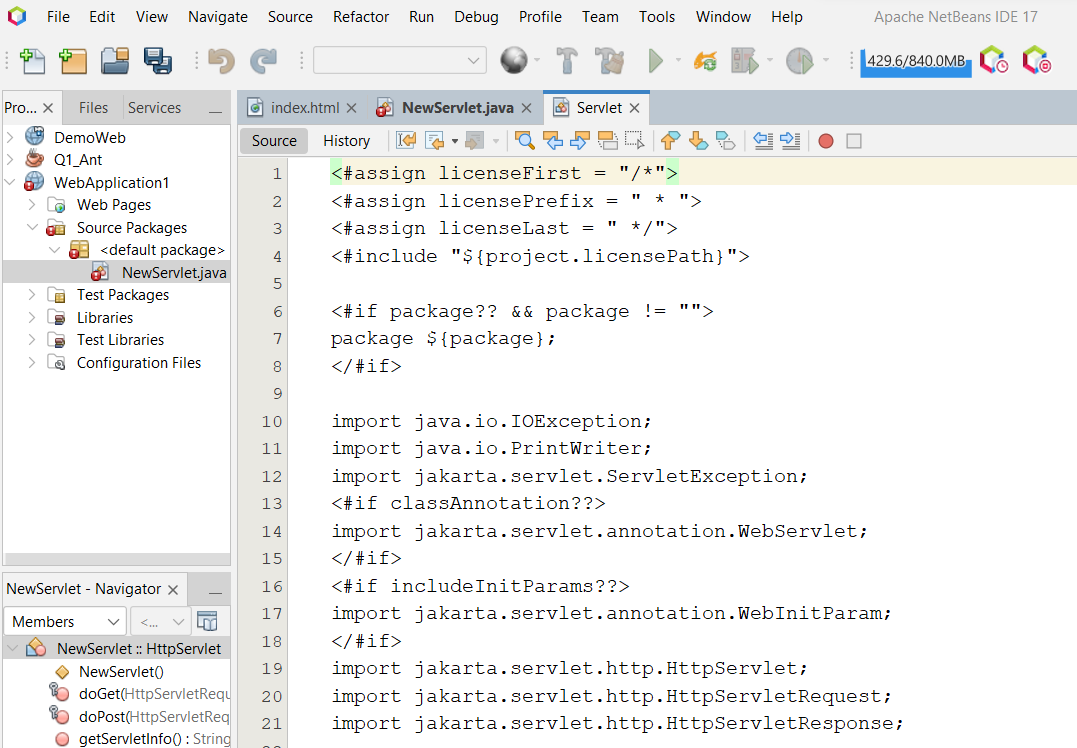 File Edit View Navigate Source Refactor Run Debug Profile Team Tools Window Help Apache NetBeans IDE 17
429.6/840.0MB
Pro... Files Services
DemoWeb
Q1_Ant
WebApplication1
Web Pages
Source Packages
<default package>
NewServlet.java
Test Packages
Libraries
Test Libraries
Configuration Files
NewServlet - Navigator
Members <...
NewServlet :: HttpServlet
NewServlet()
doGet(HttpServletRequ
doPost(HttpServletReq
getServletInfo() : String
index.html NewServlet.java Servlet
Source History
1 <#assign licenseFirst = "/*">
2 <#assign licensePrefix = " * ">
3 <#assign licenseLast = " */">
4 <#include "${project.licensePath}">
5
6 <#if package?? && package != "">
7 package ${package};
8 </#if>
9
10 import java.io.IOException;
11 import java.io.PrintWriter;
12 import jakarta.servlet.ServletException;
13 <#if classAnnotation??>
14 import jakarta.servlet.annotation.WebServlet;
15 </#if>
16 <#if includeInitParams??>
17 import jakarta.servlet.annotation.WebInitParam;
18 </#if>
19 import jakarta.servlet.http.HttpServlet;
20 import jakarta.servlet.http.HttpServletRequest;
21 import jakarta.servlet.http.HttpServletResponse;